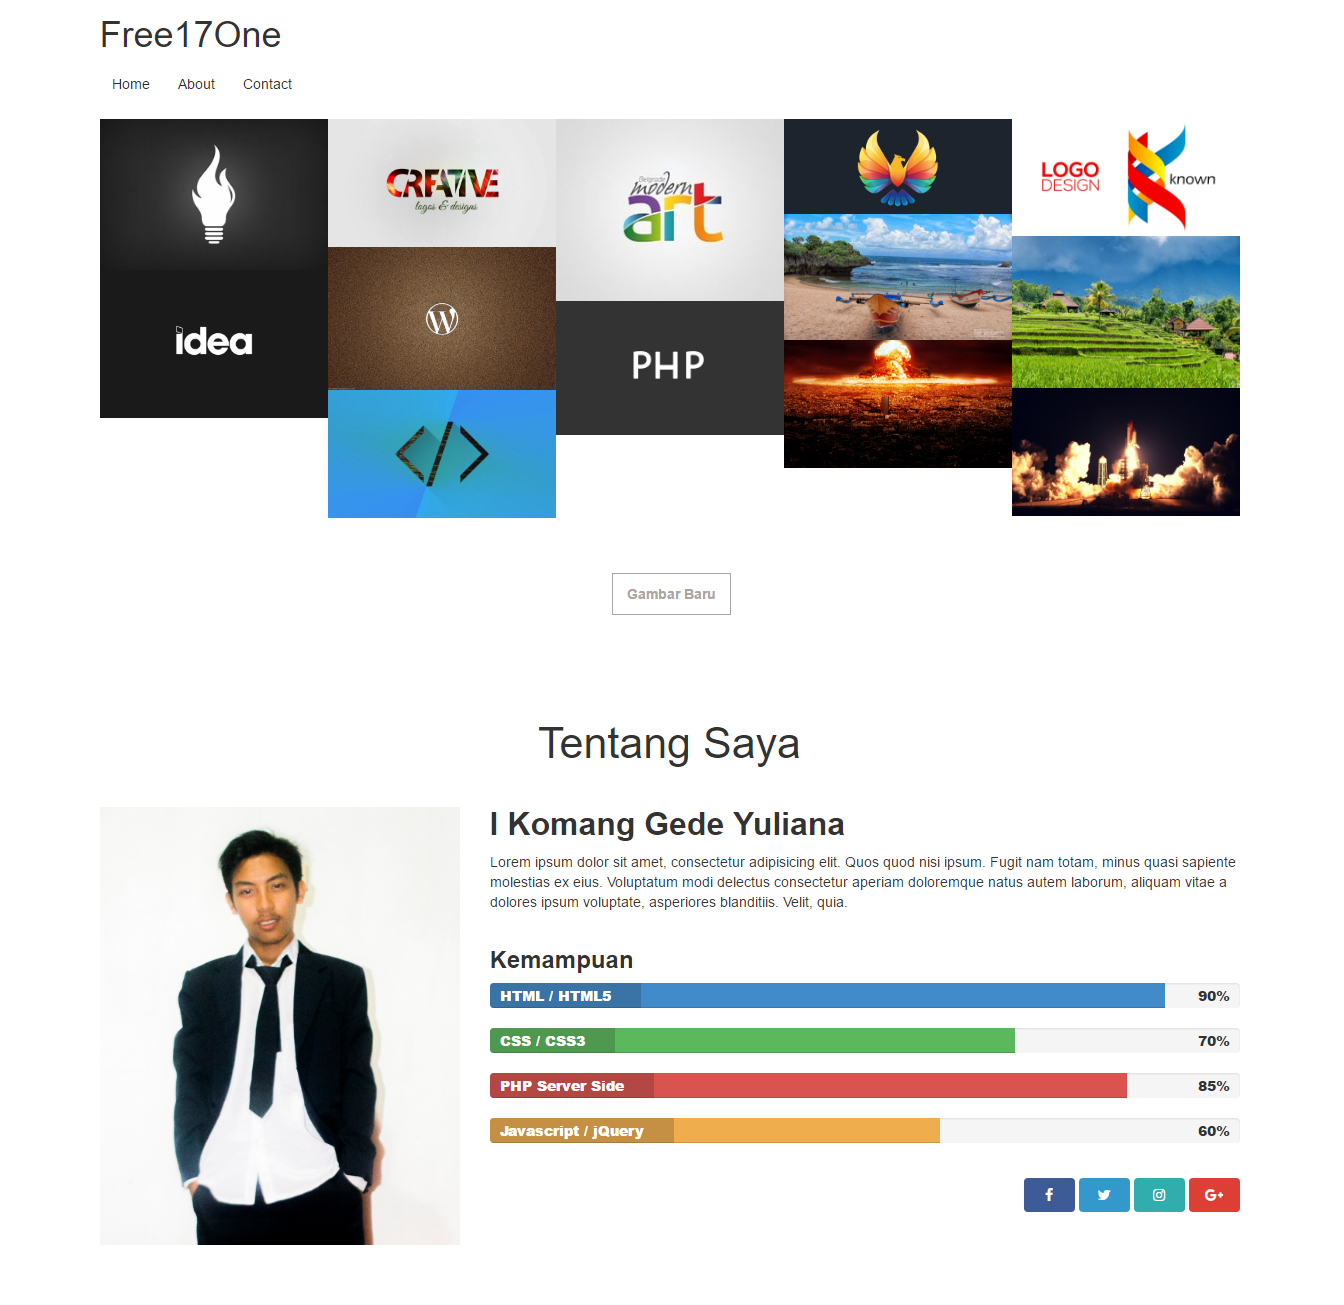 Free17One
Home About Contact
CREATIVE
logos & designs
modern
art
LOGO
DESIGN
known
idea
PHP
Gambar Baru
Tentang Saya
I Komang Gede Yuliana
Lorem ipsum dolor sit amet, consectetur adipisicing elit. Quos quod nisi ipsum. Fugit nam totam, minus quasi sapiente
molestias ex eius. Voluptatum modi delectus consectetur aperiam doloremque natus autem laborum, aliquam vitae a
dolores ipsum voluptate, asperiores blanditiis. Velit, quia.
Kemampuan
HTML / HTML5 90%
CSS / CSS3 70%
PHP Server Side 85%
Javascript / jQuery 60%